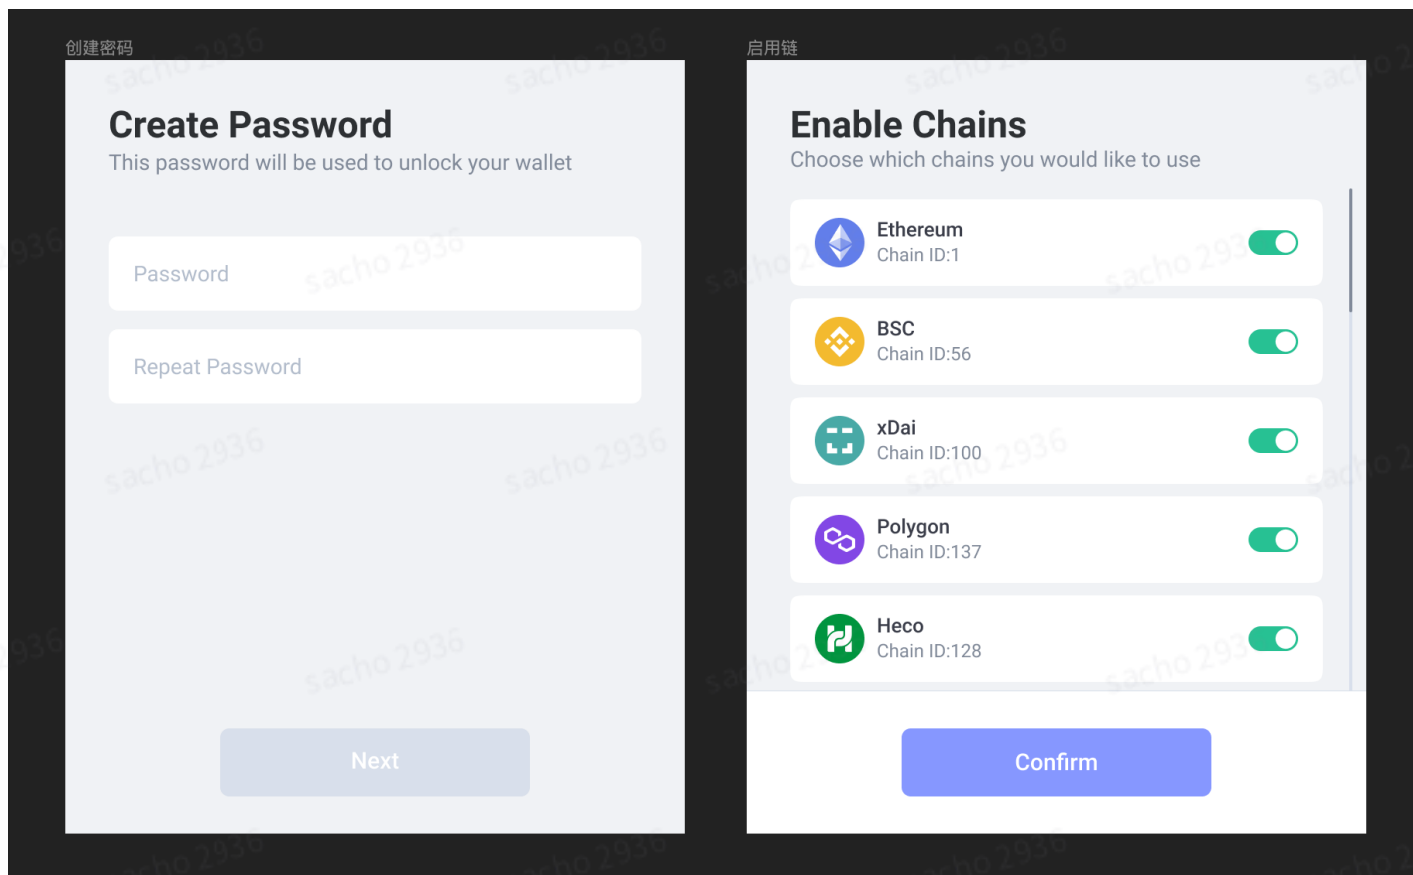 创建密码
Create Password
This password will be used to unlock your wallet
Password
Repeat Password
Next
启用链
Enable Chains
Choose which chains you would like to use
Ethereum
Chain ID:1
BSC
Chain ID:56
xDai
Chain ID:100
Polygon
Chain ID:137
Heco
Chain ID:128
Confirm
sacho 2936